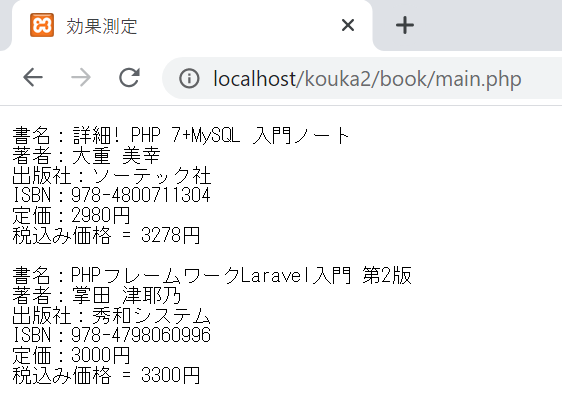 効果測定
localhost/kouka2/book/main.php
書名：詳細! PHP 7+MySQL 入門ノート
著者：大重 美幸
出版社：ソーテック社
ISBN：978-4800711304
定価：2980円
税込み価格 = 3278円
書名：PHPフレームワークLaravel入門 第2版
著者：掌田 津耶乃
出版社：秀和システム
ISBN：978-4798060996
定価：3000円
税込み価格 = 3300円